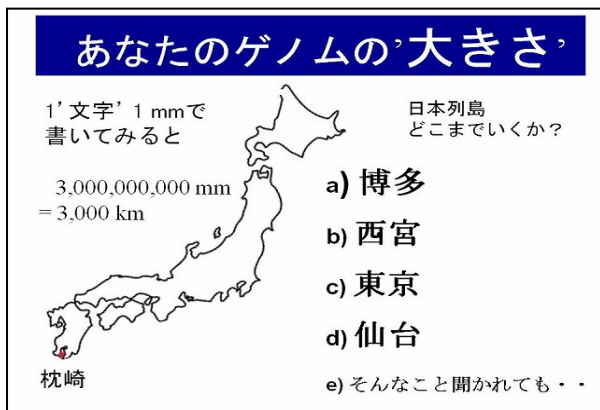 あなたのゲノムの’大きさ’
1’文字’ 1 mmで
書いてみると
3,000,000,000 mm
= 3,000 km
日本列島
どこまでいくか？
a) 博多
b) 西宮
c) 東京
d) 仙台
e) そんなこと聞かれても・・
枕崎